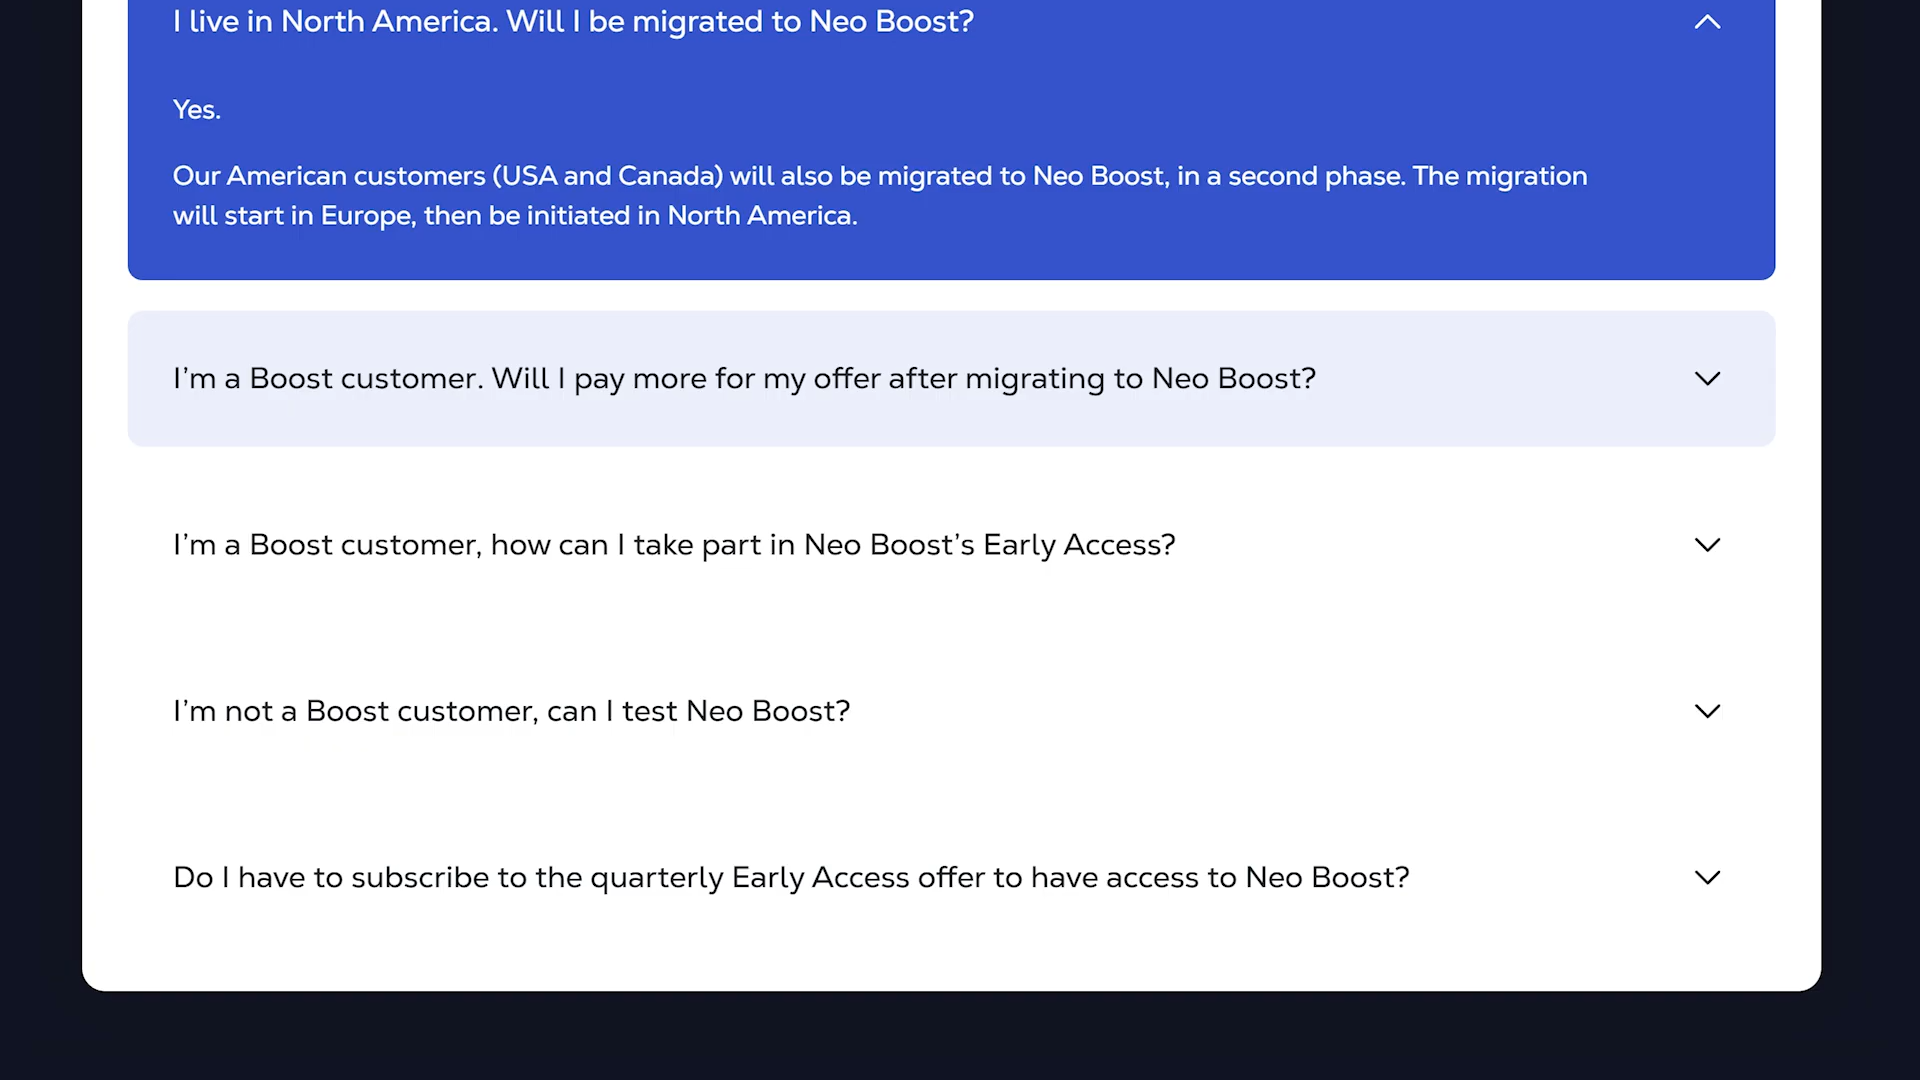 I live in North America. Will I be migrated to Neo Boost?
Yes.
Our American customers (USA and Canada) will also be migrated to Neo Boost, in a second phase. The migration
will start in Europe, then be initiated in North America.
I’m a Boost customer. Will I pay more for my offer after migrating to Neo Boost?
I’m a Boost customer, how can I take part in Neo Boost’s Early Access?
I’m not a Boost customer, can I test Neo Boost?
Do I have to subscribe to the quarterly Early Access offer to have access to Neo Boost?